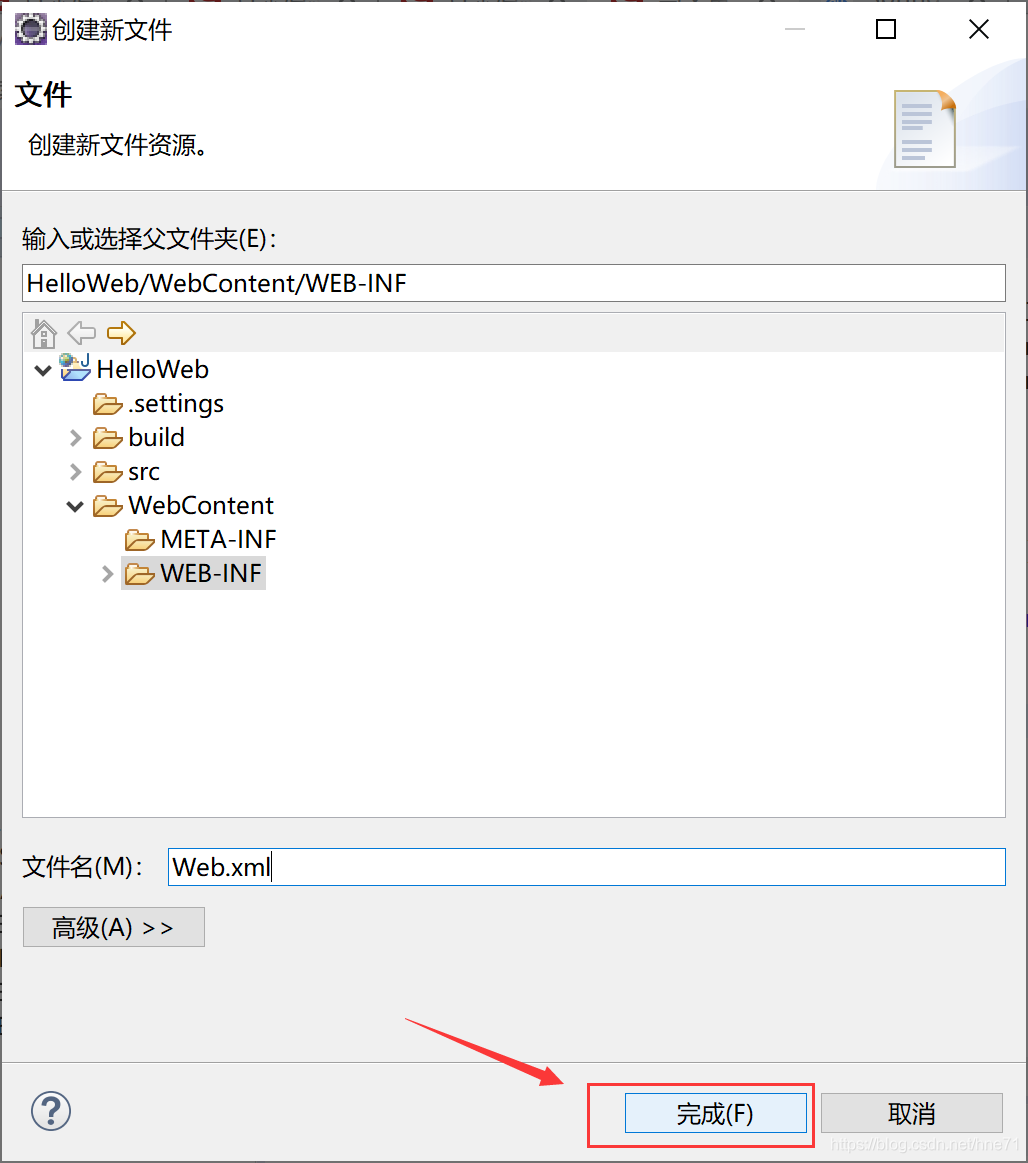 创建新文件
文件
创建新文件资源。
输入或选择父文件夹(E)：
HelloWeb/WebContent/WEB-INF
HelloWeb
.settings
build
src
WebContent
META-INF
WEB-INF
文件名(M)：
Web.xml
高级(A) >>
完成(F)
取消
https://blog.csdn.net/hne71